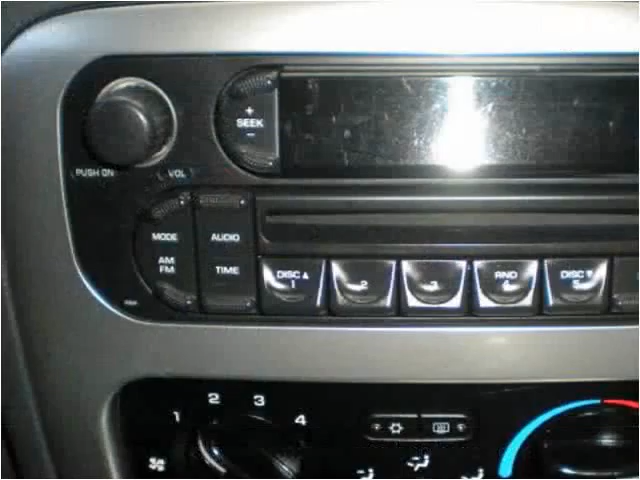 +
SEEK
-
PUSH ON
VOL
MODE
AUDIO
AM
FM
TIME
DISC ▲
1
2
3
RND
4
DISC ▼
5
1
2
3
4